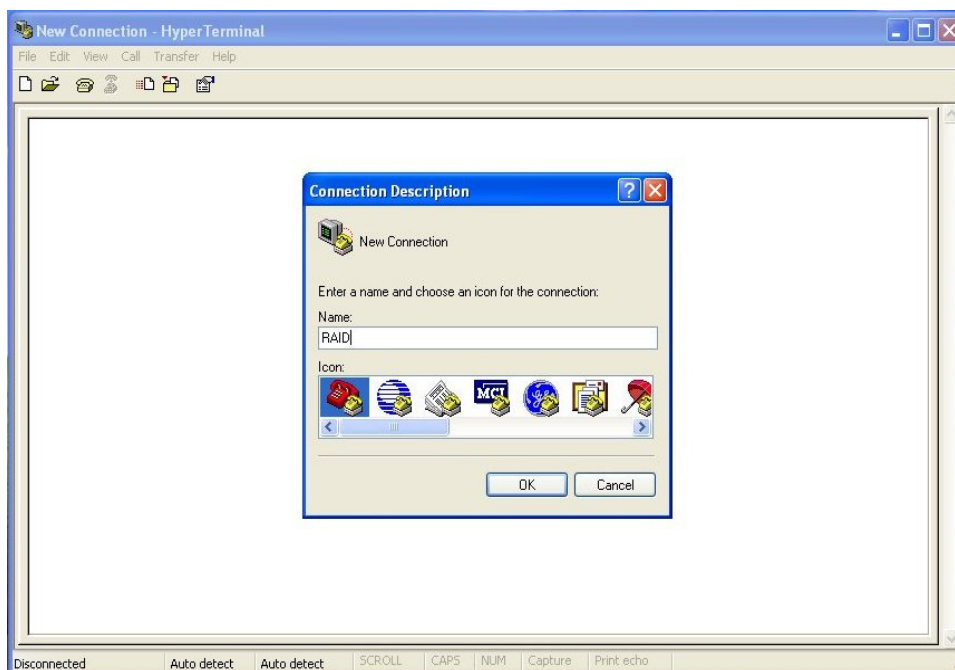 New Connection - HyperTerminal
File Edit View Call Transfer Help
Connection Description
New Connection
Enter a name and choose an icon for the connection:
Name:
RAID
Icon:
MCI
OK Cancel
Disconnected Auto detect Auto detect SCROLL CAPS NUM Capture Print echo